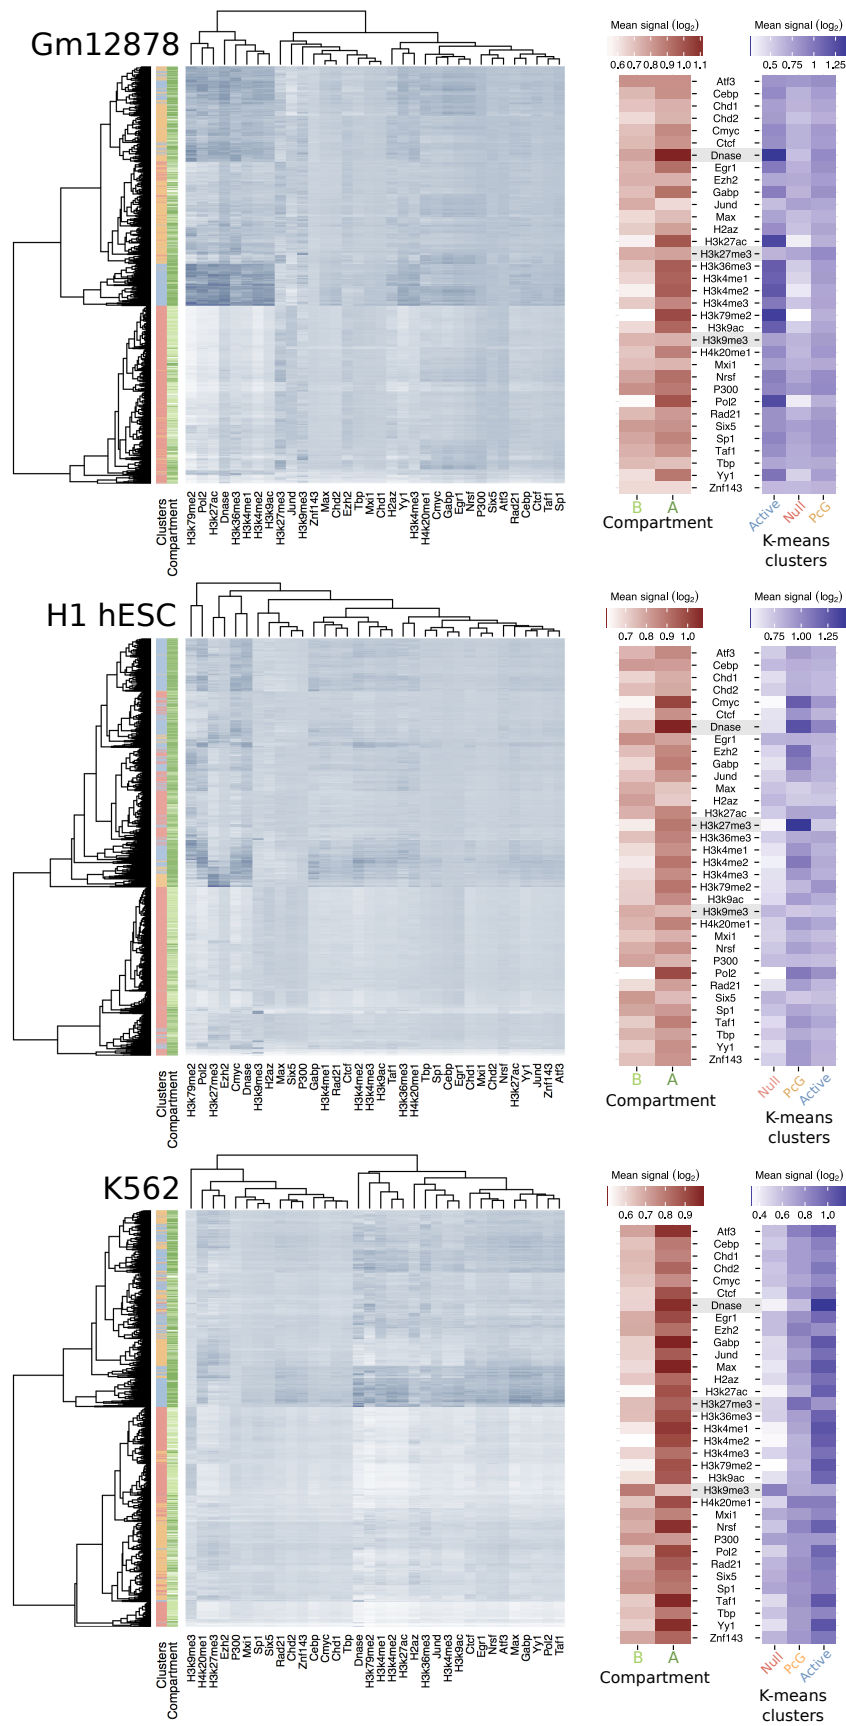 Gm12878
Clusters
Compartment
H3k79me2
Pol2
H3k27ac
Dnase
H3k36me3
H3k4me1
H3k4me2
H3k9ac
H3k27me3
Jund
H3k9me3
Znf143
Max
Chd2
Ezh2
Tbp
Mxi1
Chd1
H2az
Yy1
H3k4me3
H4k20me1
Cmyc
Gabp
Egr1
Nrsf
P300
Six5
Atf3
Rad21
Cebp
Ctcf
Taf1
Sp1
Mean signal (log2)
0.6 0.7 0.8 0.9 1.0 1.1
Mean signal (log2)
0.5 0.75 1 1.25
Atf3
Cebp
Chd1
Chd2
Cmyc
Ctcf
Dnase
Egr1
Ezh2
Gabp
Jund
Max
H2az
H3k27ac
H3k27me3
H3k36me3
H3k4me1
H3k4me2
H3k4me3
H3k79me2
H3k9ac
H3k9me3
H4k20me1
Mxi1
Nrsf
P300
Pol2
Rad21
Six5
Sp1
Taf1
Tbp
Yy1
Znf143
B A
Compartment
Active Null PcG
K-means
clusters
H1 hESC
Clusters
Compartment
H3k79me2
Pol2
H3k27me3
Ezh2
Cmyc
Dnase
H3k9me3
H2az
Max
Six5
P300
Gabp
H3k4me1
Rad21
Ctcf
H3k4me2
H3k4me3
H3k9ac
Taf1
H3k36me3
H4k20me1
Tbp
Sp1
Cebp
Egr1
Chd1
Mxi1
Chd2
Nrsf
H3k27ac
Yy1
Jund
Znf143
Atf3
Mean signal (log2)
0.7 0.8 0.9 1.0
Mean signal (log2)
0.75 1.00 1.25
Atf3
Cebp
Chd1
Chd2
Cmyc
Ctcf
Dnase
Egr1
Ezh2
Gabp
Jund
Max
H2az
H3k27ac
H3k27me3
H3k36me3
H3k4me1
H3k4me2
H3k4me3
H3k79me2
H3k9ac
H3k9me3
H4k20me1
Mxi1
Nrsf
P300
Pol2
Rad21
Six5
Sp1
Taf1
Tbp
Yy1
Znf143
B A
Compartment
Null PcG Active
K-means
clusters
K562
Clusters
Compartment
H3k9me3
H4k20me1
H3k27me3
Ezh2
P300
Mxi1
Sp1
Six5
Rad21
Chd2
Znf143
Cebp
Cmyc
Chd1
Tbp
Dnase
H3k79me2
H3k4me1
H3k4me2
H3k27ac
H2az
H3k36me3
Jund
H3k4me3
H3k9ac
Ctcf
Egr1
Nrsf
Atf3
Max
Gabp
Yy1
Pol2
Taf1
Mean signal (log2)
0.6 0.7 0.8 0.9
Mean signal (log2)
0.4 0.6 0.8 1.0
Atf3
Cebp
Chd1
Chd2
Cmyc
Ctcf
Dnase
Egr1
Ezh2
Gabp
Jund
Max
H2az
H3k27ac
H3k27me3
H3k36me3
H3k4me1
H3k4me2
H3k4me3
H3k79me2
H3k9ac
H3k9me3
H4k20me1
Mxi1
Nrsf
P300
Pol2
Rad21
Six5
Sp1
Taf1
Tbp
Yy1
Znf143
B A
Compartment
Null PcG Active
K-means
clusters